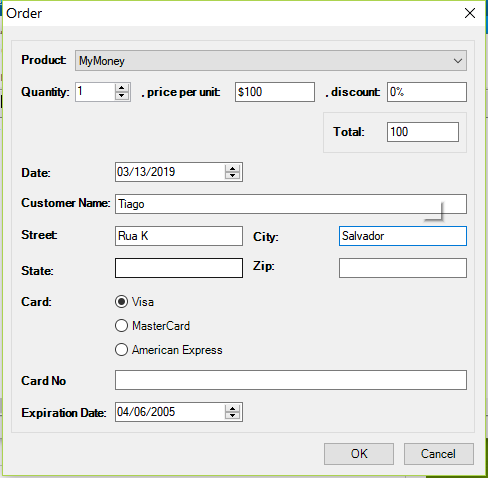 Order
Product: MyMoney
Quantity: 1 , price per unit: $100 , discount: 0%
Total: 100
Date: 03/13/2019
Customer Name: Tiago
Street: Rua K City: Salvador
State: Zip:
Card: Visa
MasterCard
American Express
Card No
Expiration Date: 04/06/2005
OK Cancel